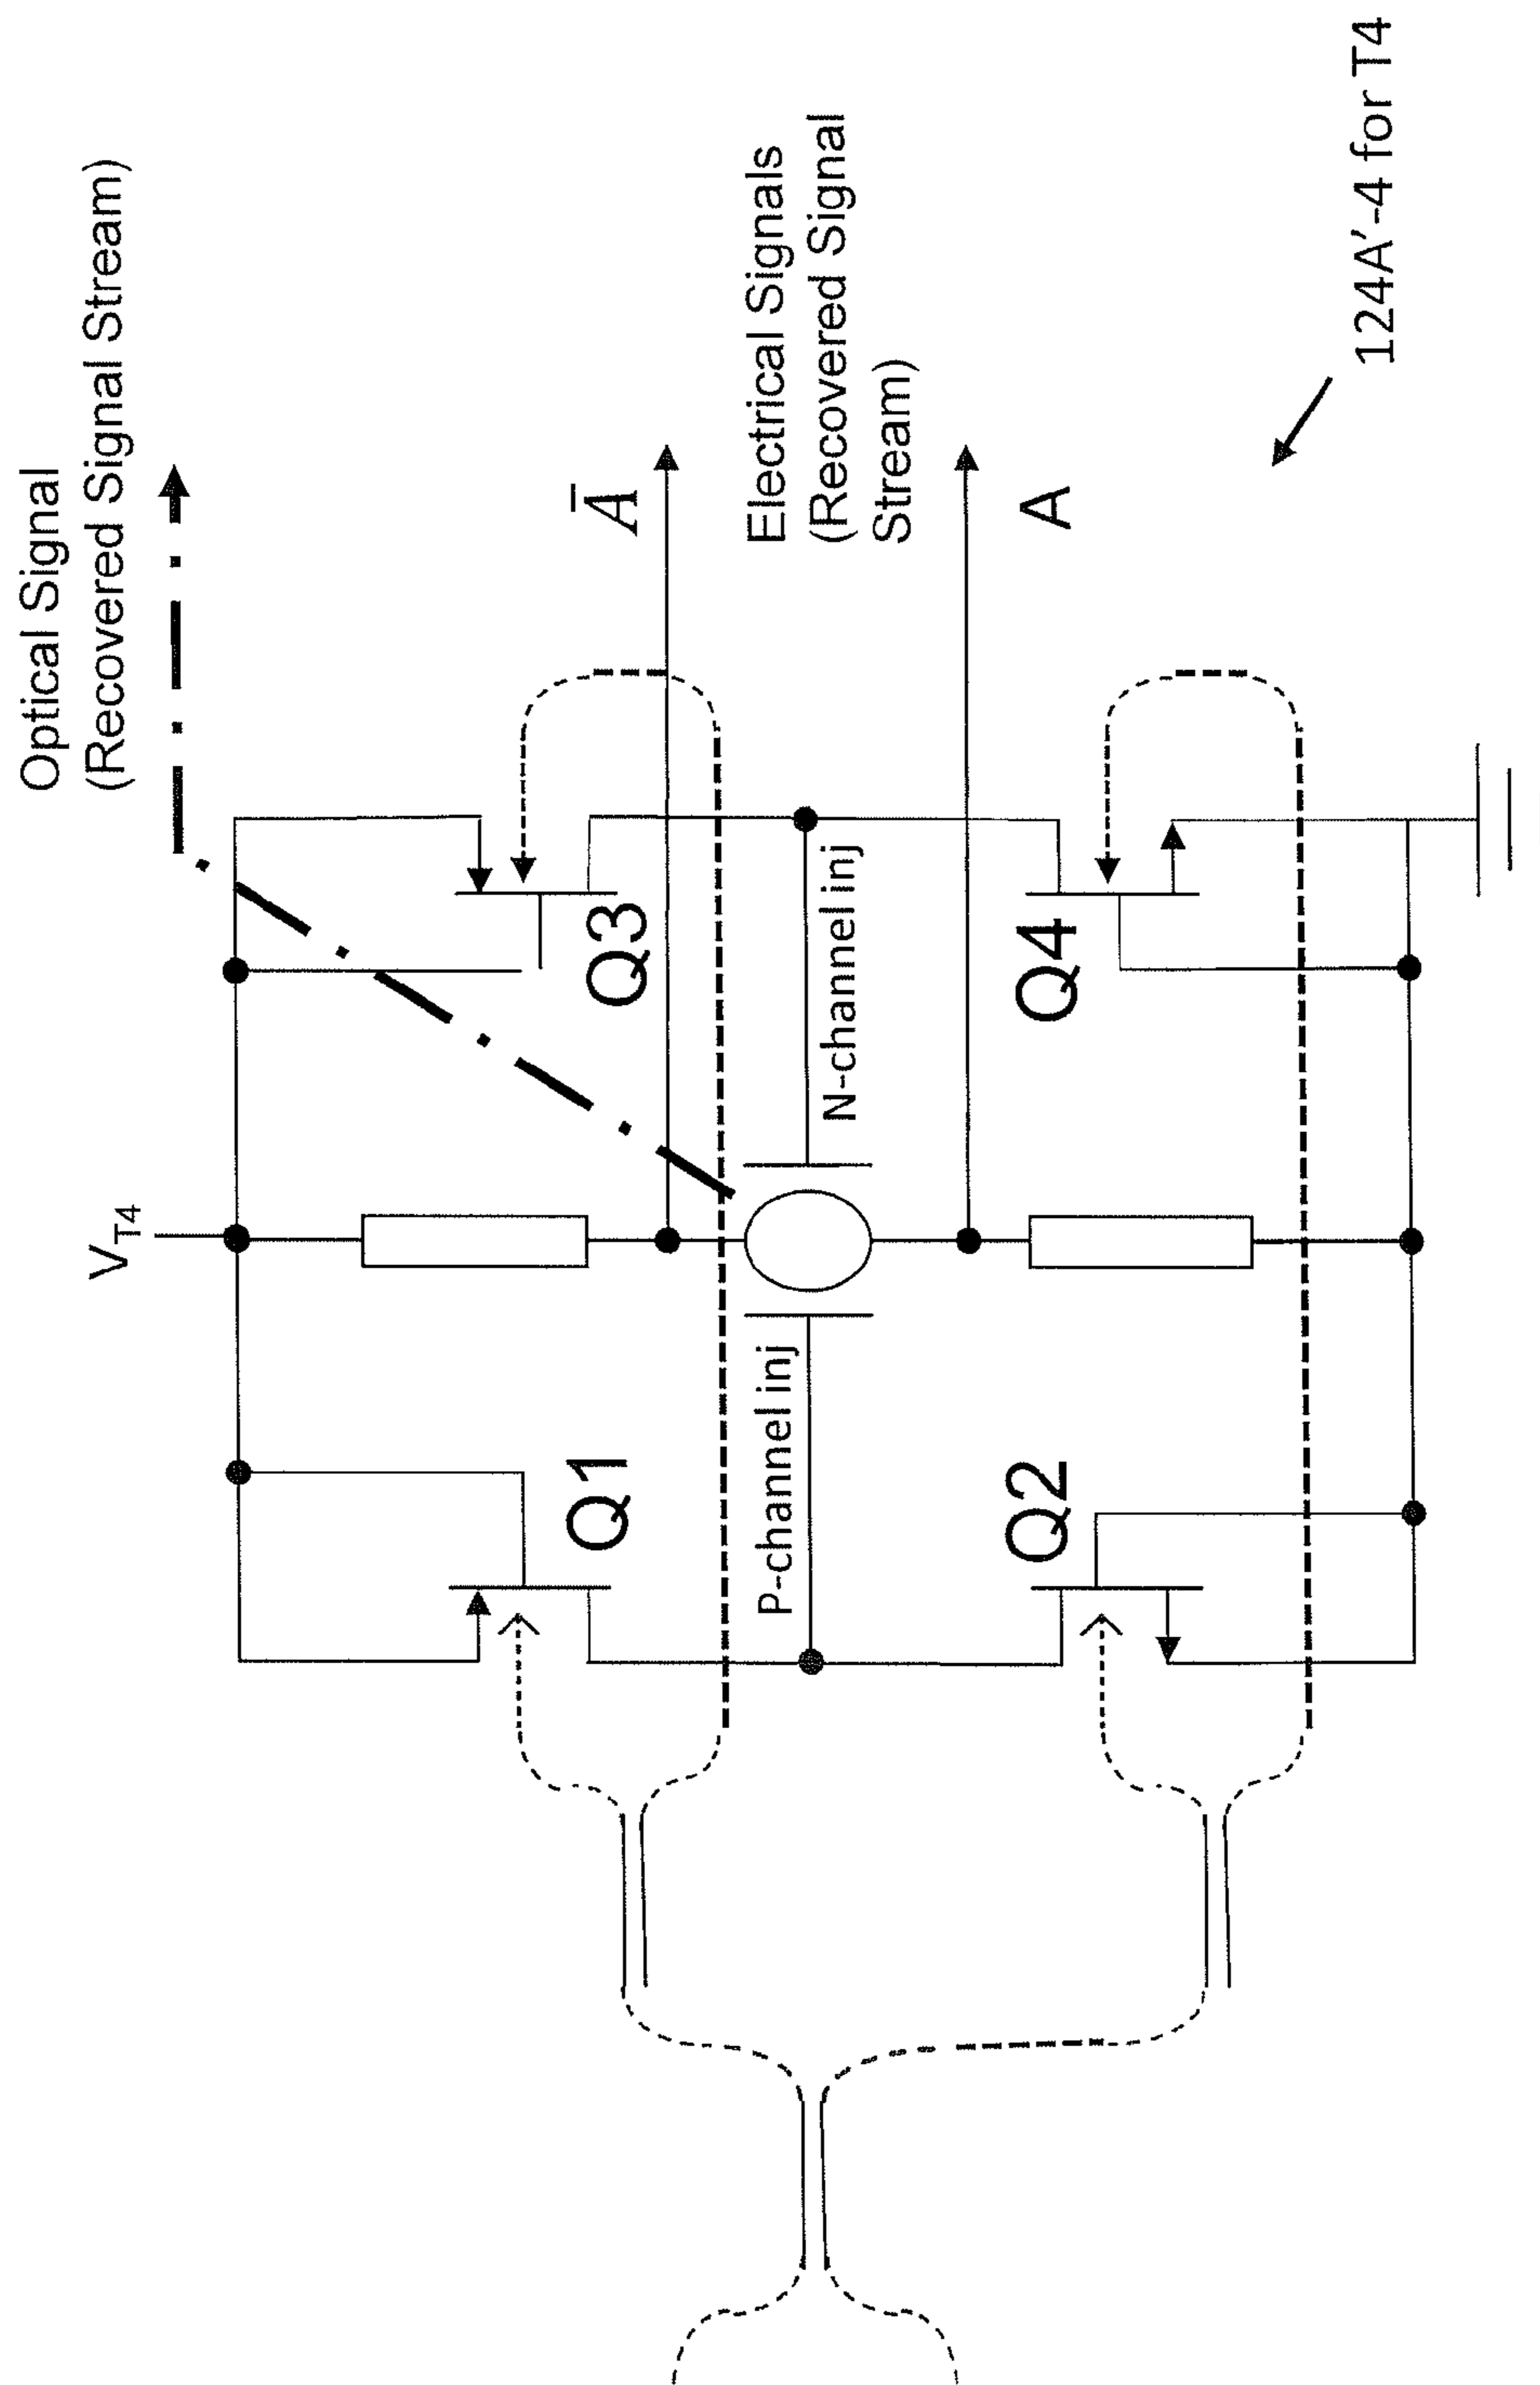 Optical Signal
(Recovered Signal Stream)
V_T4
A̅
Electrical Signals
(Recovered Signal
Stream)
A
Q1
Q3
P-channel inj
N-channel inj
Q2
Q4
124A'-4 for T4